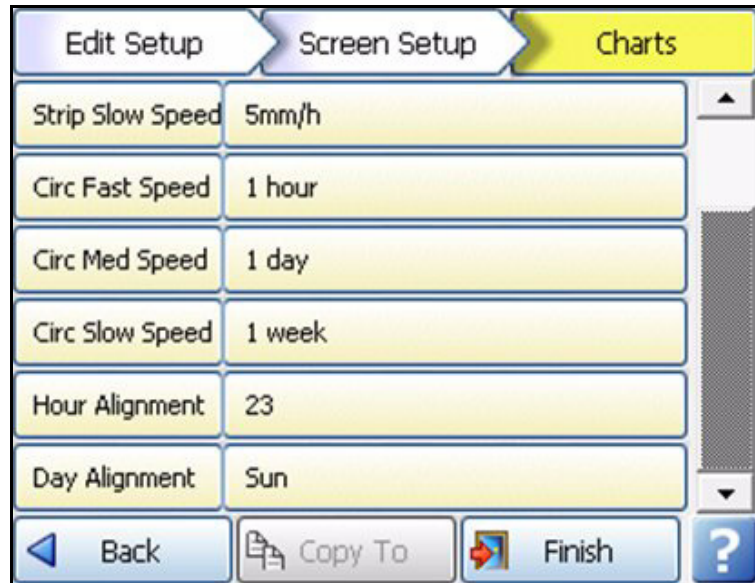 Edit Setup Screen Setup Charts
Strip Slow Speed 5mm/h
Circ Fast Speed 1 hour
Circ Med Speed 1 day
Circ Slow Speed 1 week
Hour Alignment 23
Day Alignment Sun
Back Copy To Finish ?